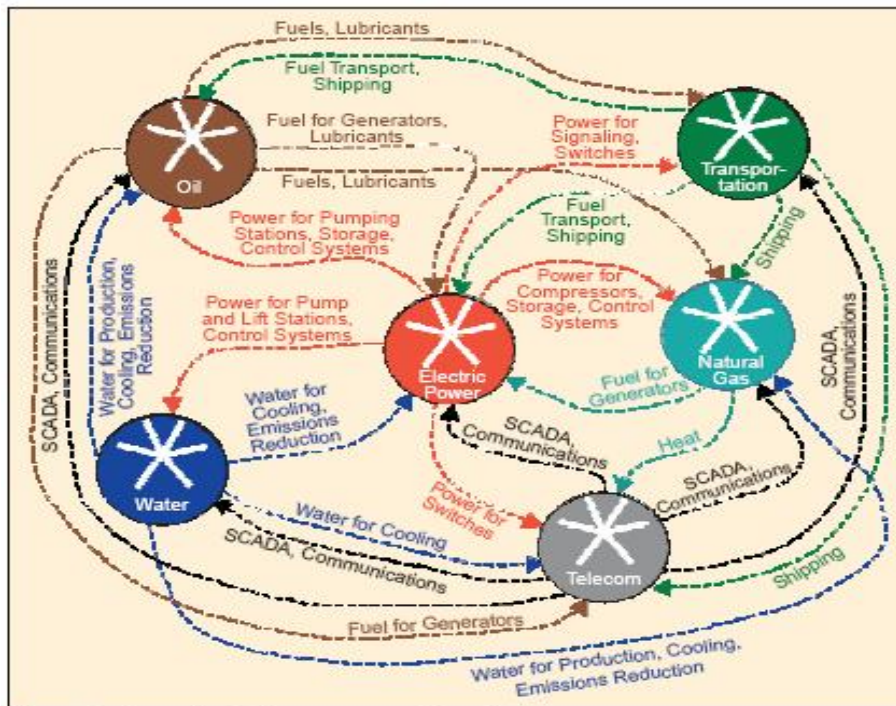 Fuels, Lubricants
Fuel Transport,
Shipping
Fuel for Generators,
Lubricants
Power for
Signaling,
Switches
Oil
Transpor-
tation
Fuels, Lubricants
Power for Pumping
Stations, Storage,
Control Systems
Fuel
Transport,
Shipping
Shipping
Power for
Compressors,
Storage, Control
Systems
Power for Pump
and Lift Stations,
Control Systems
SCADA, Communications
Water for Production,
Cooling, Emissions
Reduction
Electric
Power
Natural
Gas
SCADA,
Communications
Fuel for
Generators
Water for
Cooling,
Emissions
Reduction
SCADA,
Communications
Heat
SCADA,
Communications
Water
Power for
Switches
Water for Cooling
SCADA, Communications
Telecom
Shipping
Fuel for Generators
Water for Production, Cooling,
Emissions Reduction